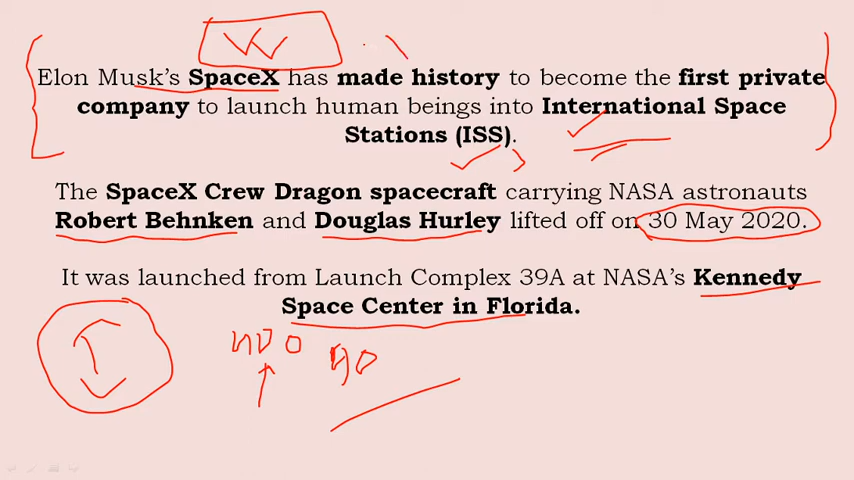 Elon Musk's SpaceX has made history to become the first private
company to launch human beings into International Space
Stations (ISS).
The SpaceX Crew Dragon spacecraft carrying NASA astronauts
Robert Behnken and Douglas Hurley lifted off on 30 May 2020.
It was launched from Launch Complex 39A at NASA's Kennedy
Space Center in Florida.